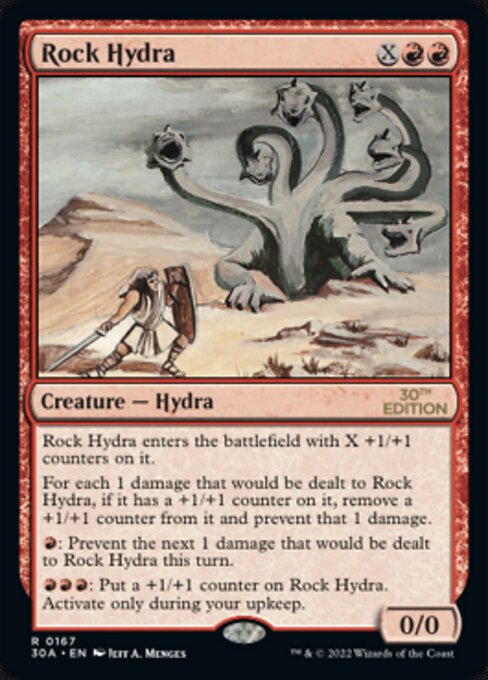 Rock Hydra X
Creature — Hydra
30TH
EDITION
Rock Hydra enters the battlefield with X +1/+1
counters on it.
For each 1 damage that would be dealt to Rock
Hydra, if it has a +1/+1 counter on it, remove a
+1/+1 counter from it and prevent that 1 damage.
: Prevent the next 1 damage that would be dealt
to Rock Hydra this turn.
: Put a +1/+1 counter on Rock Hydra.
Activate only during your upkeep.
0/0
R 0167
30A • EN Jeff A. Menges
™ & © 2022 Wizards of the Coast